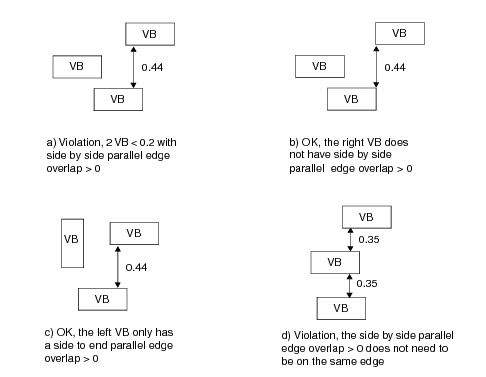 VB
VB
0.44
VB
a) Violation, 2 VB < 0.2 with
side by side parallel edge
overlap > 0
VB
VB
0.44
VB
b) OK, the right VB does
not have side by side
parallel edge overlap > 0
VB
VB
0.44
VB
c) OK, the left VB only has
a side to end parallel edge
overlap > 0
VB
0.35
VB
0.35
VB
d) Violation, the side by side parallel
edge overlap > 0 does not need to
be on the same edge